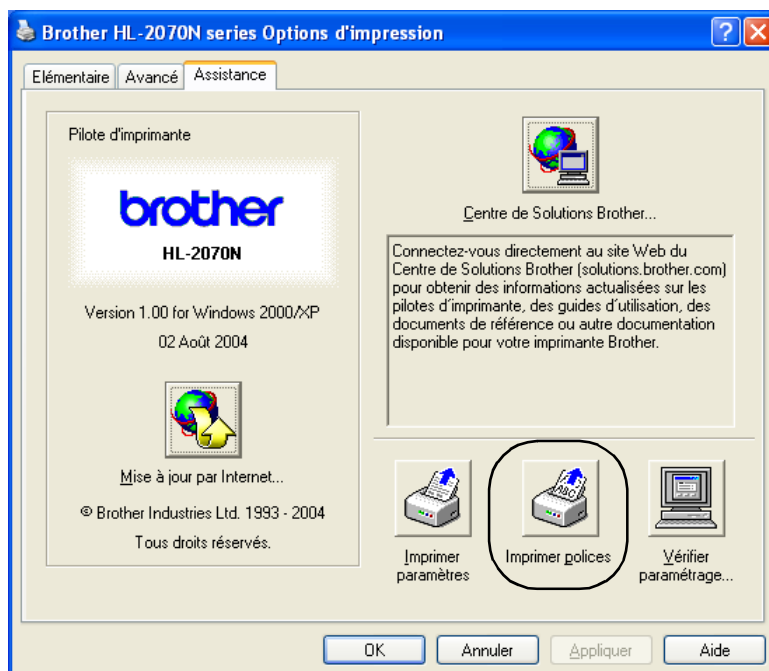 Brother HL-2070N series Options d'impression
Elémentaire
Avancé
Assistance
Pilote d'imprimante
brother
HL-2070N
Version 1.00 for Windows 2000/XP
02 Août 2004
Mise à jour par Internet...
© Brother Industries Ltd. 1993 - 2004
Tous droits réservés.
Centre de Solutions Brother...
Connectez-vous directement au site Web du
Centre de Solutions Brother (solutions.brother.com)
pour obtenir des informations actualisées sur les
pilotes d'imprimante, des guides d'utilisation, des
documents de référence ou autre documentation
disponible pour votre imprimante Brother.
Imprimer
paramètres
ABC
Imprimer polices
Vérifier
paramétrage...
OK
Annuler
Appliquer
Aide